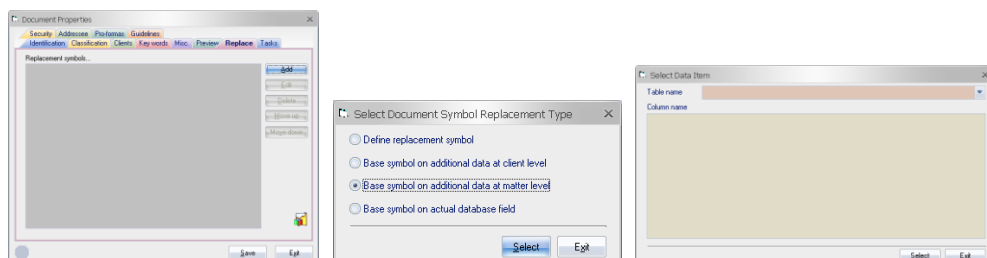 Document Properties
Security Addressee Pro-formas Guidelines
Identification Classification Clients Key words Misc. Preview Replace Tasks
Replacement symbols...
Add
Edit
Delete
Move up
Move down
Save Exit
Select Document Symbol Replacement Type
Define replacement symbol
Base symbol on additional data at client level
Base symbol on additional data at matter level
Base symbol on actual database field
Select Exit
Select Data Item
Table name
Column name
Select Exit